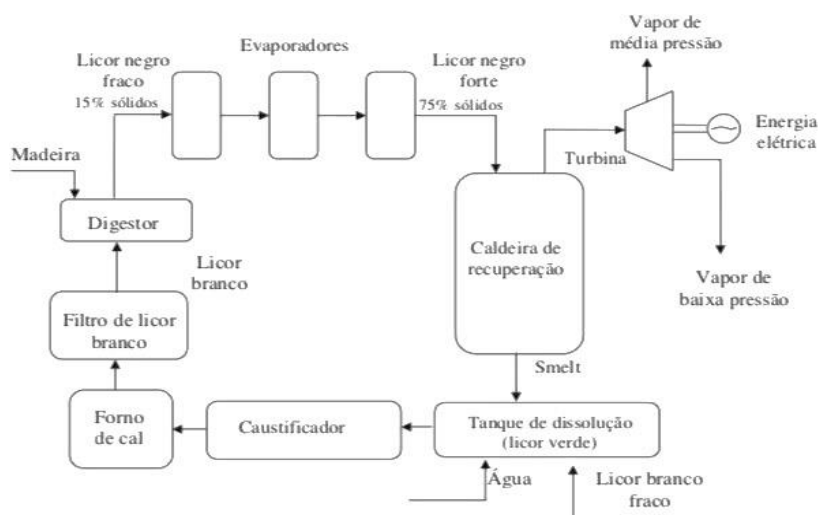 Vapor de
média pressão
Evaporadores
Licor negro
fraco
15% sólidos
Licor negro
forte
75% sólidos
Energia
elétrica
Turbina
Madeira
Digestor
Caldeira de
recuperação
Licor
branco
Vapor de
baixa pressão
Filtro de licor
branco
Smelt
Forno
de cal
Caustificador
Tanque de dissolução
(licor verde)
Água
Licor branco
fraco